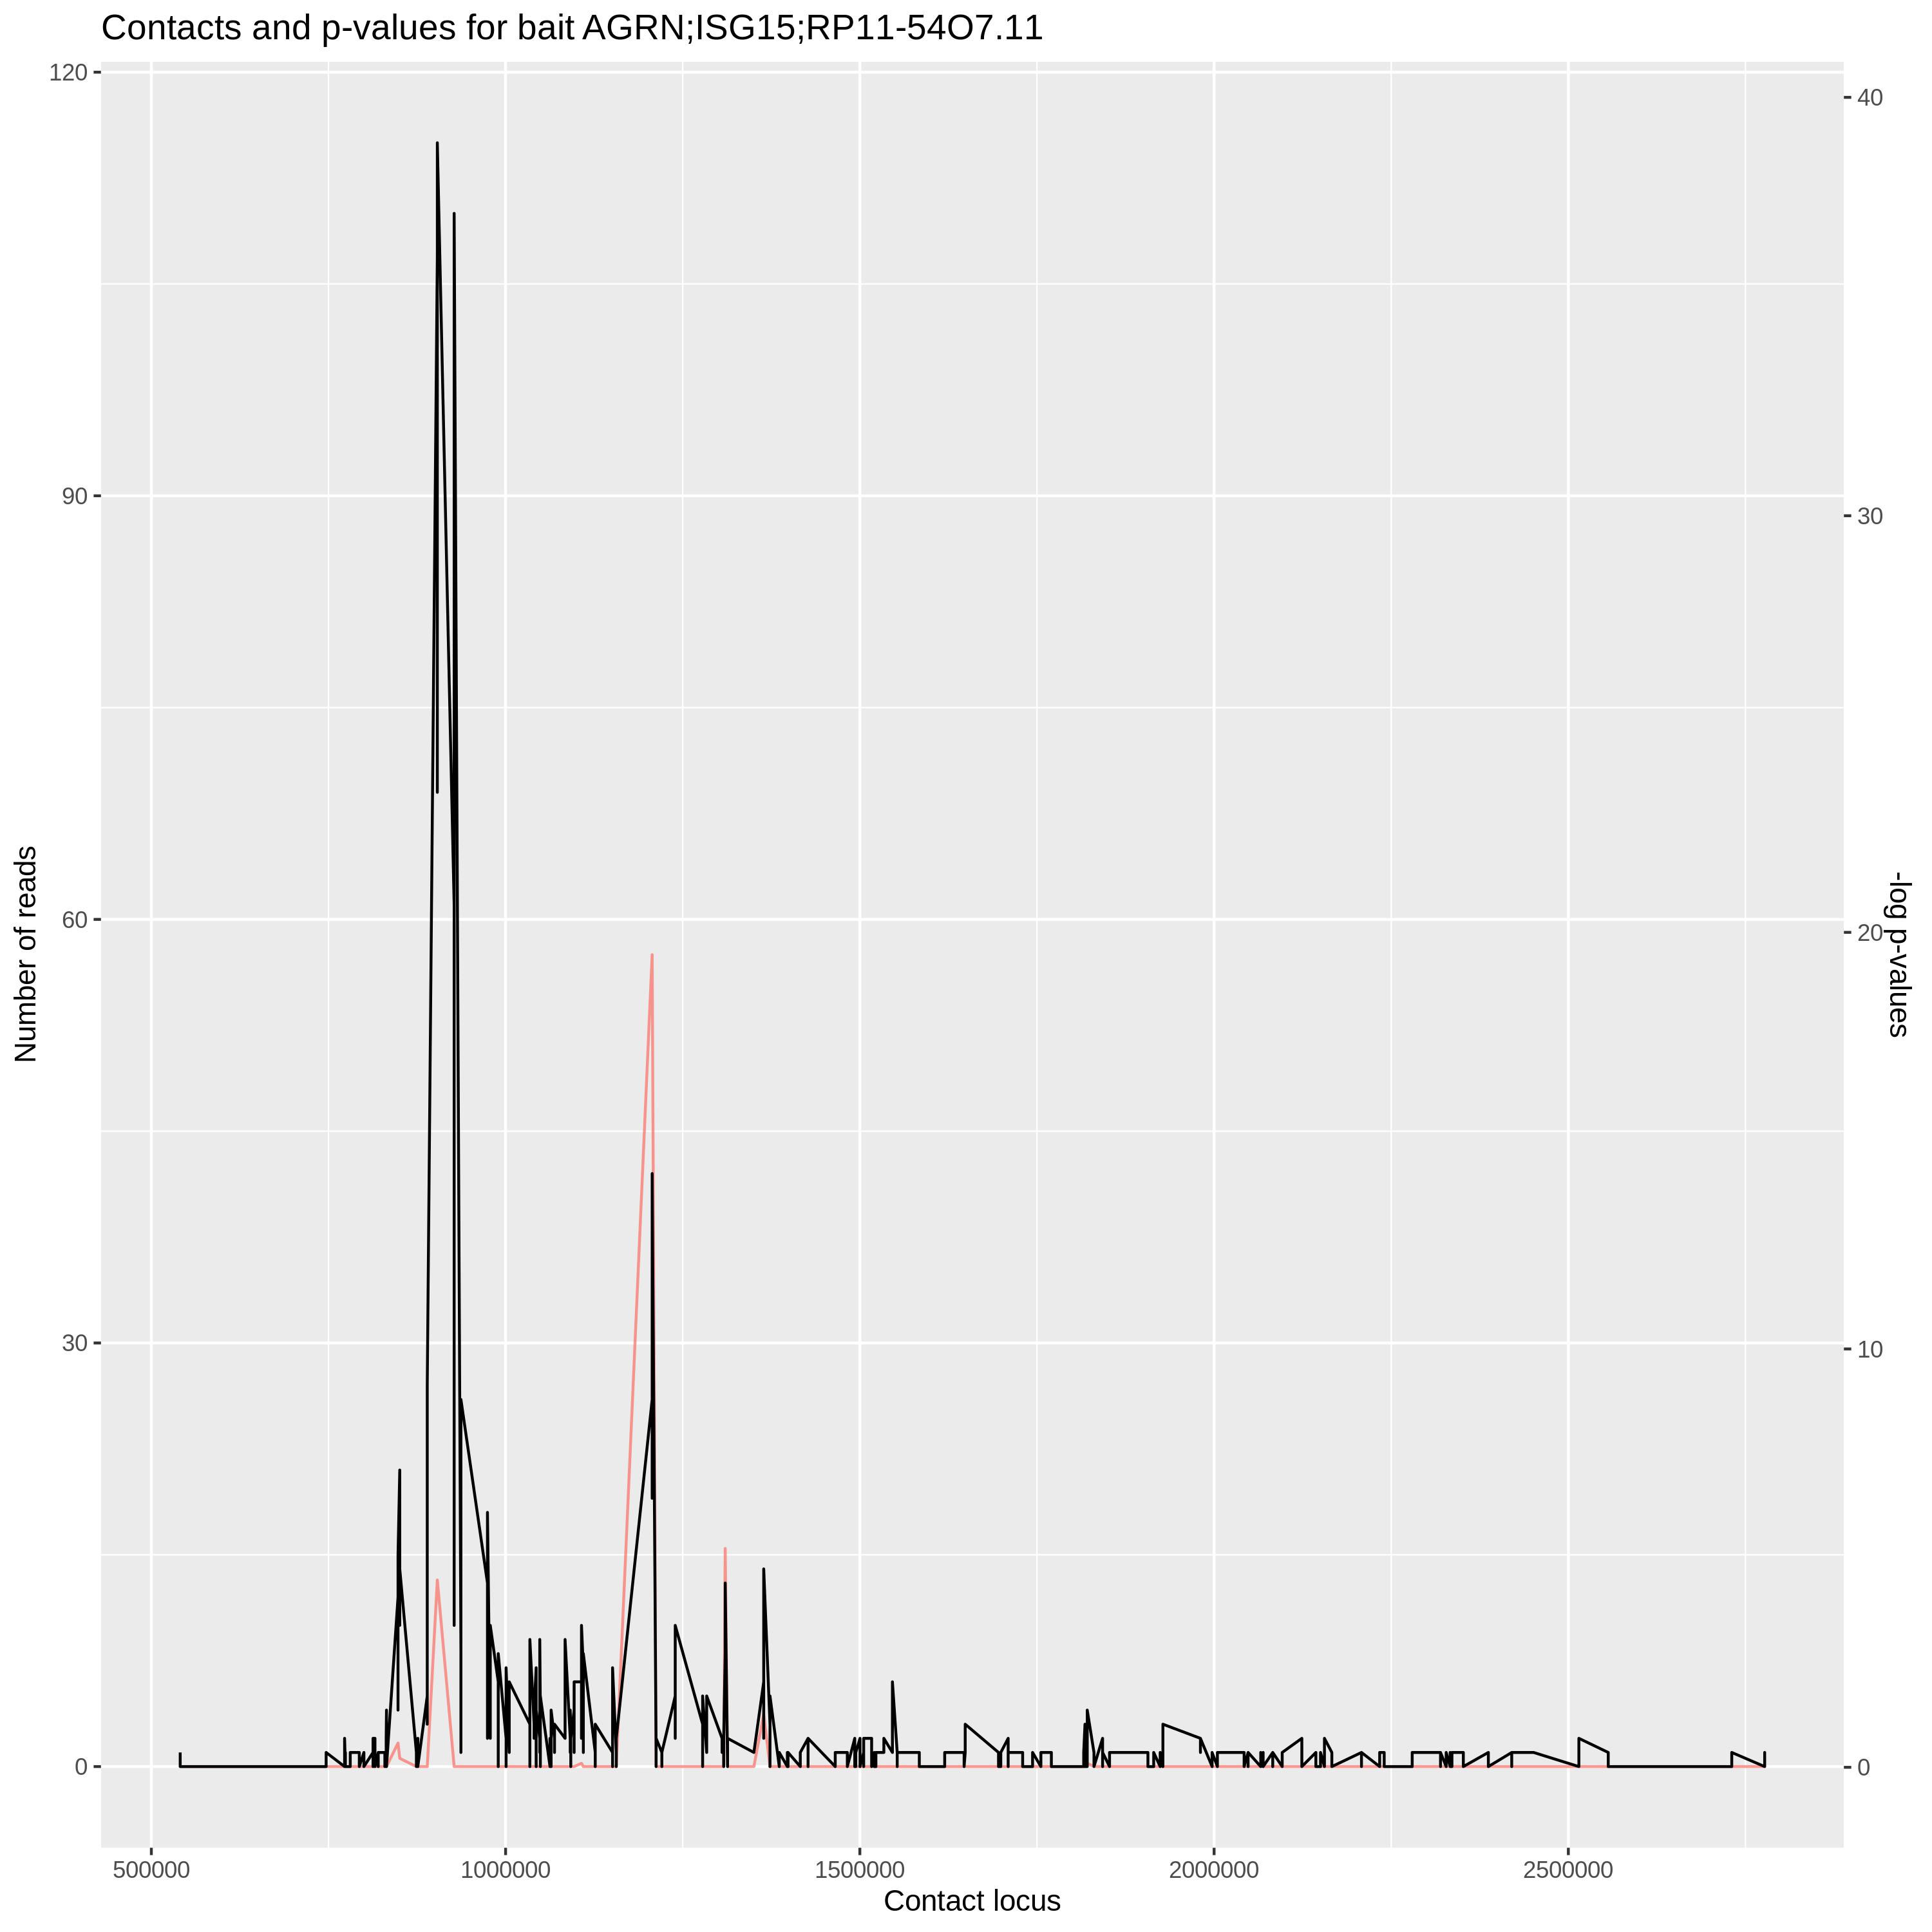 Contacts and p-values for bait AGRN;ISG15;RP11-54O7.11
120
90
60
30
0
Number of reads
40
30
20
10
0
-log p-values
500000 1000000 1500000 2000000 2500000
Contact locus